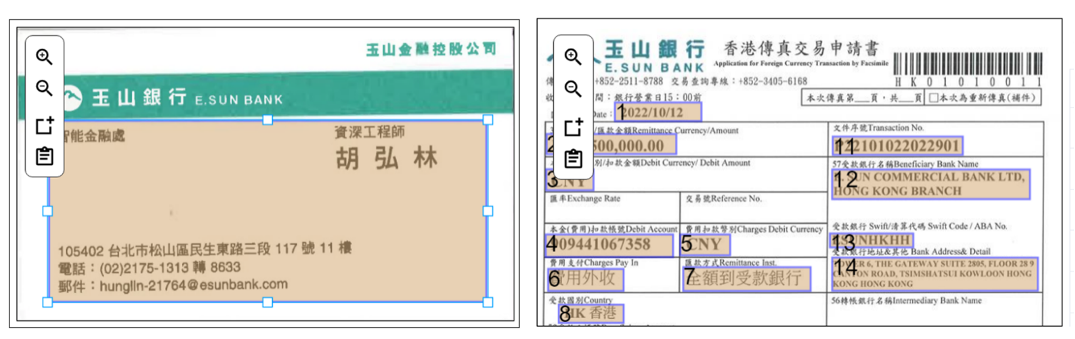 玉山金融控股公司
玉山銀行 E.SUN BANK
智能金融處
資深工程師
胡弘林
105402 台北市松山區民生東路三段 117 號 11 樓
電話：(02)2175-1313 轉 8633
郵件：hunglin-21764@esunbank.com
玉山銀行 香港傳真交易申請書
E.SUN BANK Application for Foreign Currency Transaction by Facsimile
+852-2511-8788 交易查詢專線：+852-3405-6168
HK01010011
間：銀行營業日15：00前
本次傳真第__頁，共__頁 □本次為重新傳真(補件)
Date： 1 2022/10/12
/匯款金額Remittance Currency/Amount
文件序號Transaction No.
2 500,000.00
11 2101022022901
別/扣款金額Debit Currency/ Debit Amount
57受款銀行名稱Beneficiary Bank Name
3 CNY
12 E.SUN COMMERCIAL BANK LTD,
HONG KONG BRANCH
匯率Exchange Rate
交易號Reference No.
本金(費用)扣款帳號Debit Account
費用扣款幣別Charges Debit Currency
受款銀行 Swift/清算代碼 Swift Code / ABA No.
4 009441067358
5 CNY
13 ESUNHKHH
費用支付Charges Pay In
匯款方式Remittance Inst.
受款銀行地址&其他 Bank Address& Detail
6 費用外收
7 全額到受款銀行
14 TOWER 6, THE GATEWAY SUITE 2805, FLOOR 28 9
CANTON ROAD, TSIMSHATSUI KOWLOON HONG
KONG HONG KONG
受款國別Country
56轉帳銀行名稱Intermediary Bank Name
8 HK 香港